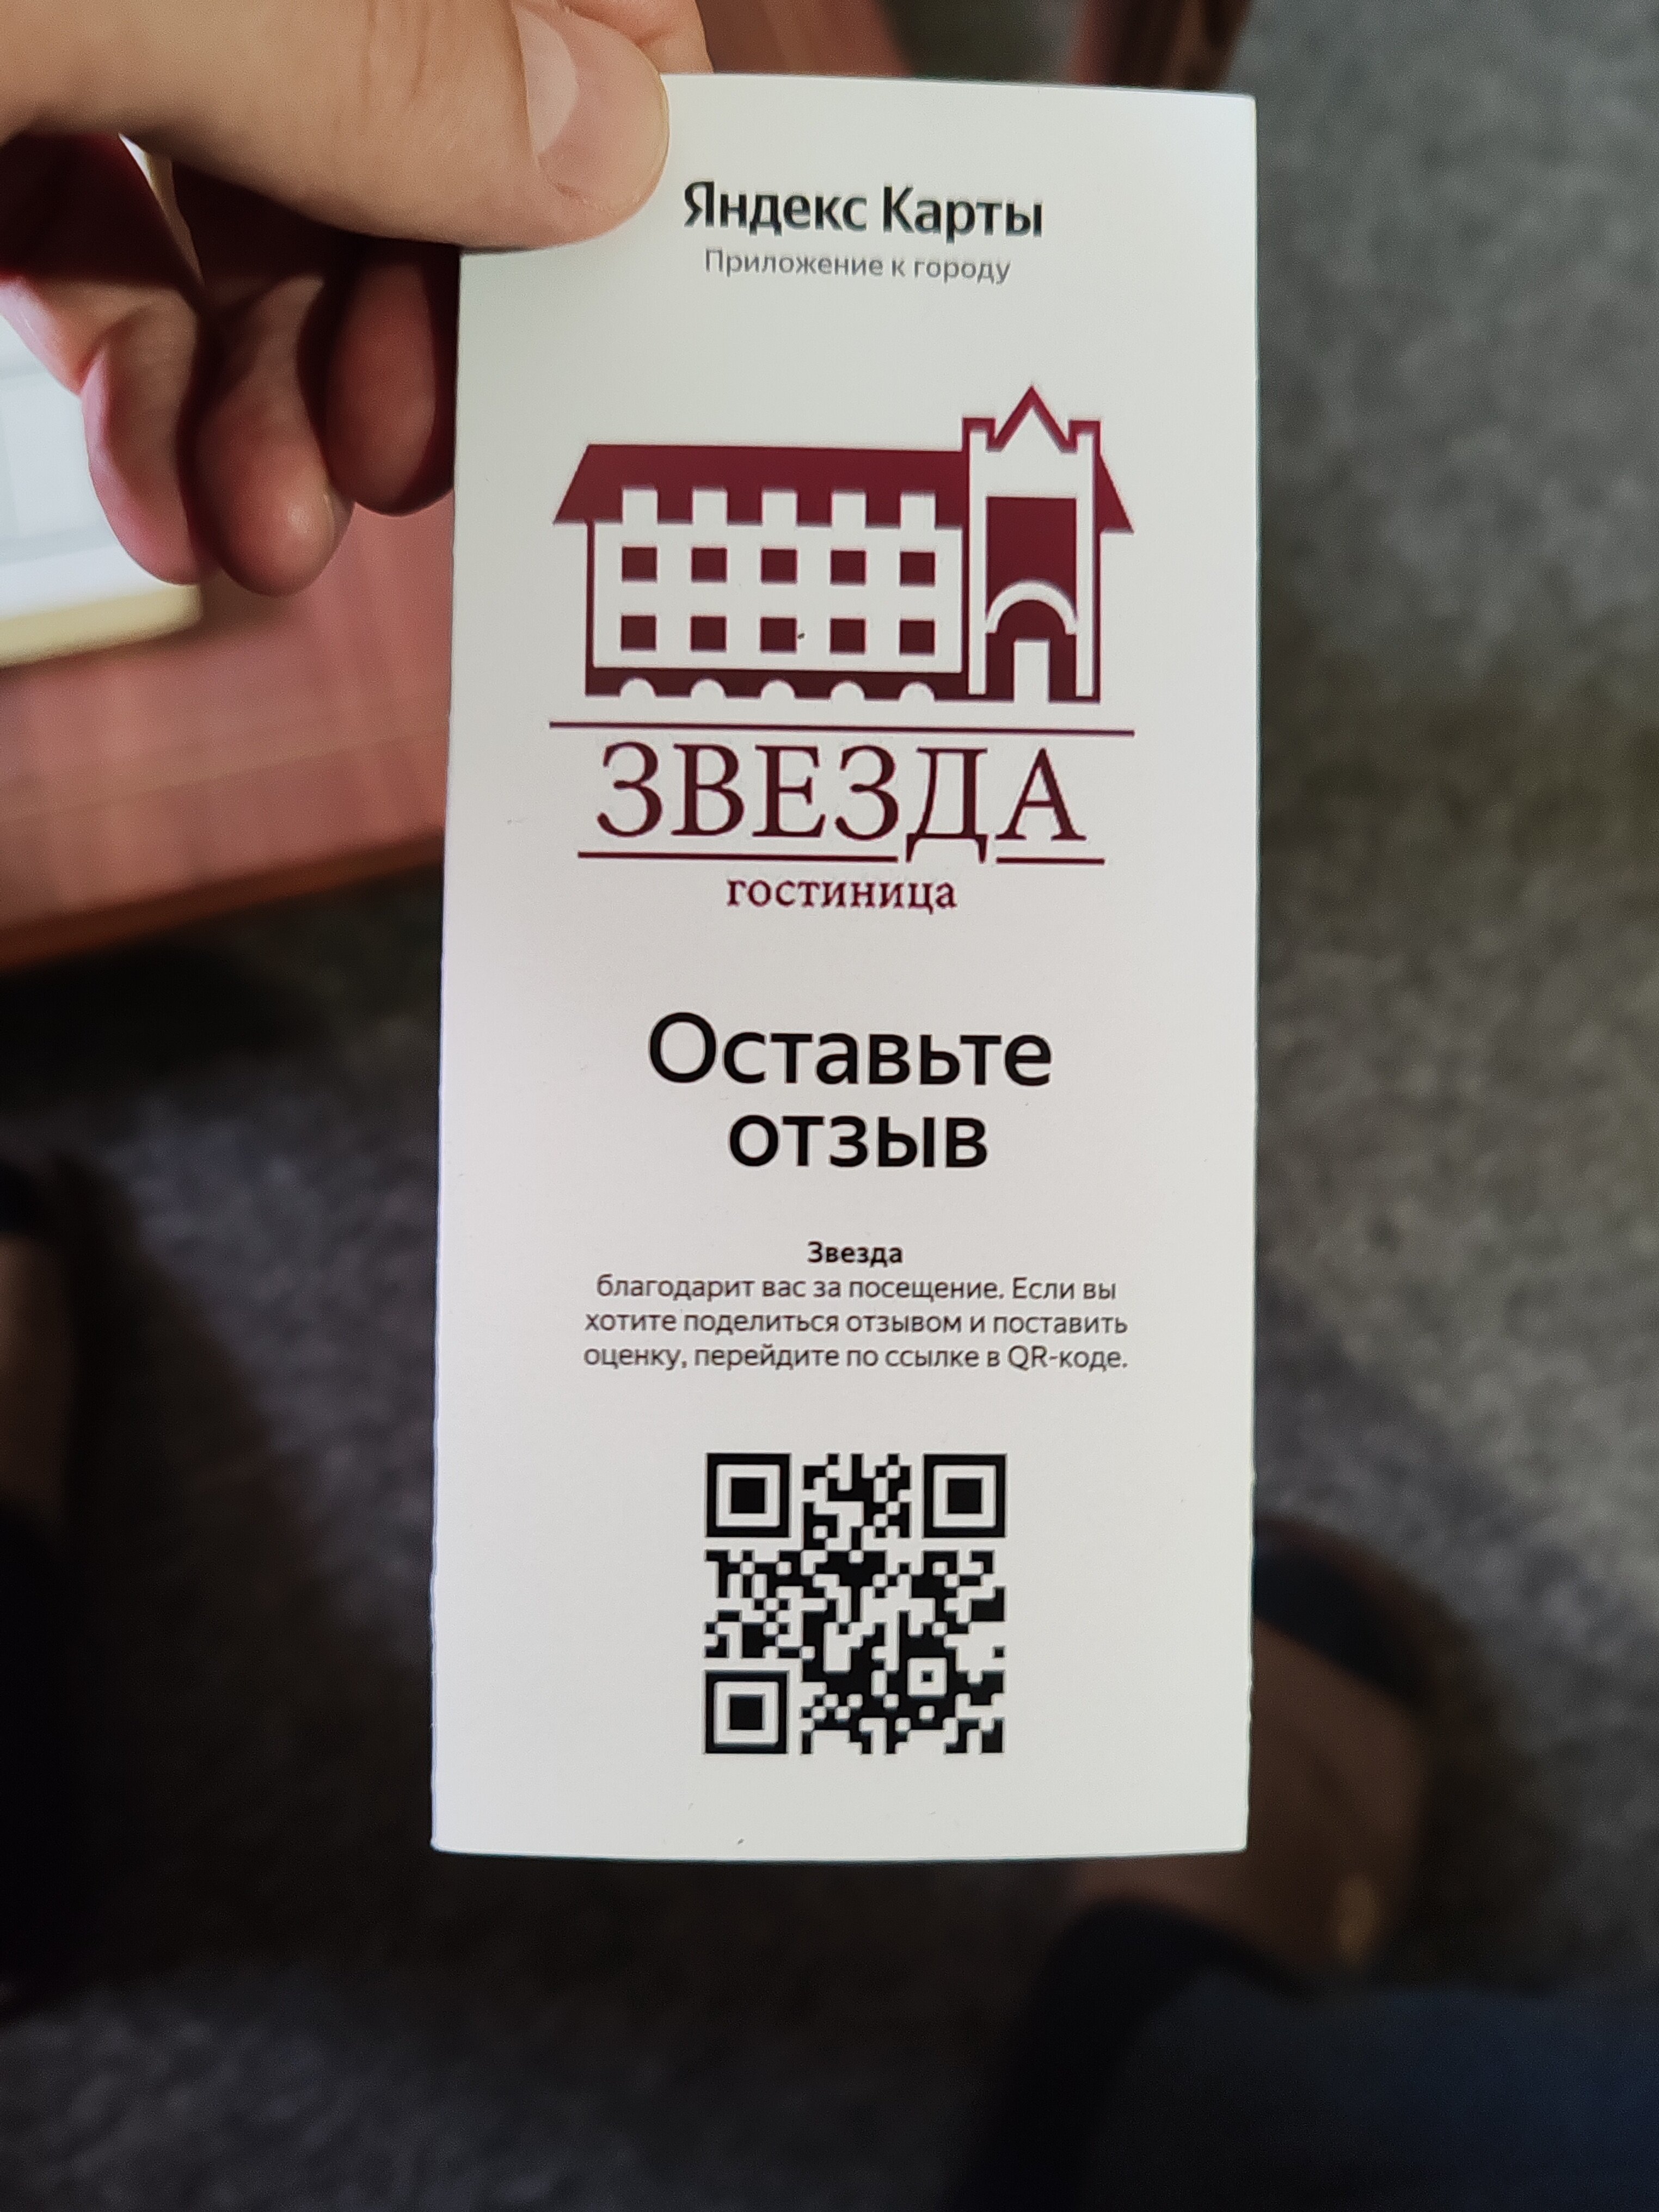 Яндекс Карты
Приложение к городу
ЗВЕЗДА
гостиница
Оставьте
отзыв
Звезда
благодарит вас за посещение. Если вы
хотите поделиться отзывом и поставить
оценку, перейдите по ссылке в QR-коде.